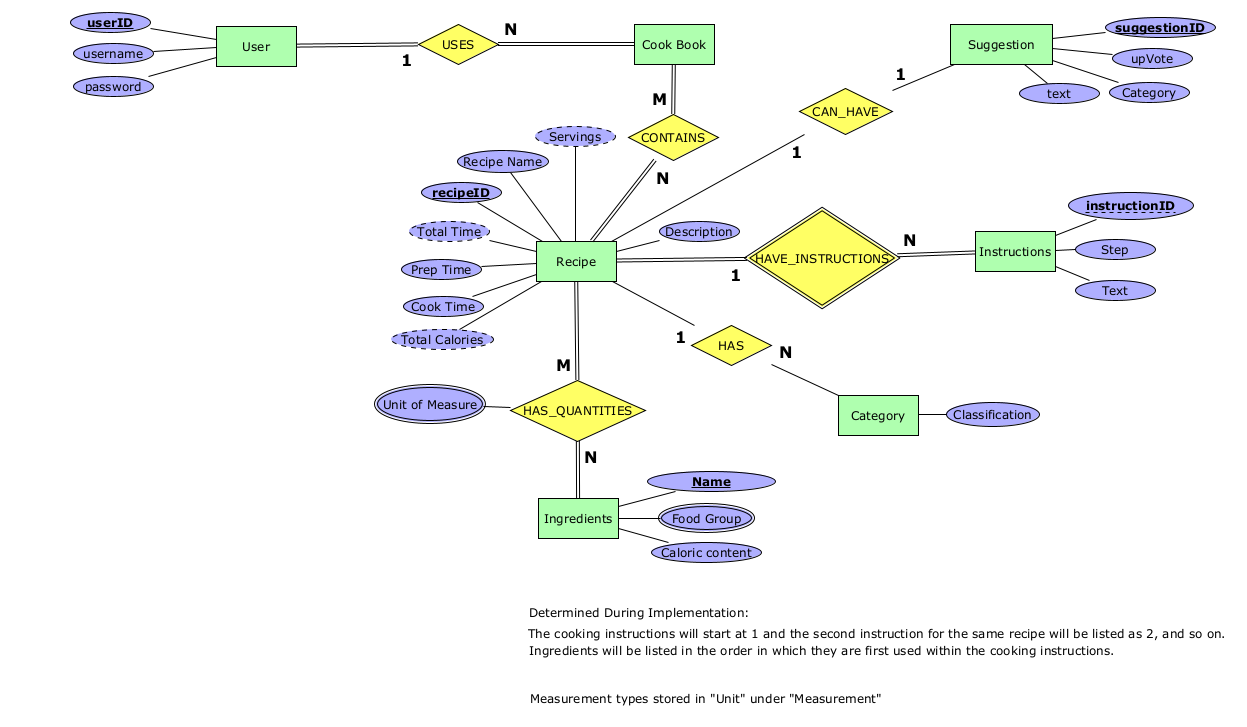 userID
username
password
User
USES
1
N
Cook Book
M
CONTAINS
N
Suggestion
suggestionID
upVote
Category
text
1
CAN_HAVE
1
Servings
Recipe Name
recipeID
Total Time
Prep Time
Cook Time
Total Calories
Description
Recipe
1
HAVE_INSTRUCTIONS
N
Instructions
instructionID
Step
Text
1
HAS
N
Category
Classification
M
Unit of Measure
HAS_QUANTITIES
N
Ingredients
Name
Food Group
Caloric content
Determined During Implementation:
The cooking instructions will start at 1 and the second instruction for the same recipe will be listed as 2, and so on.
Ingredients will be listed in the order in which they are first used within the cooking instructions.
Measurement types stored in "Unit" under "Measurement"